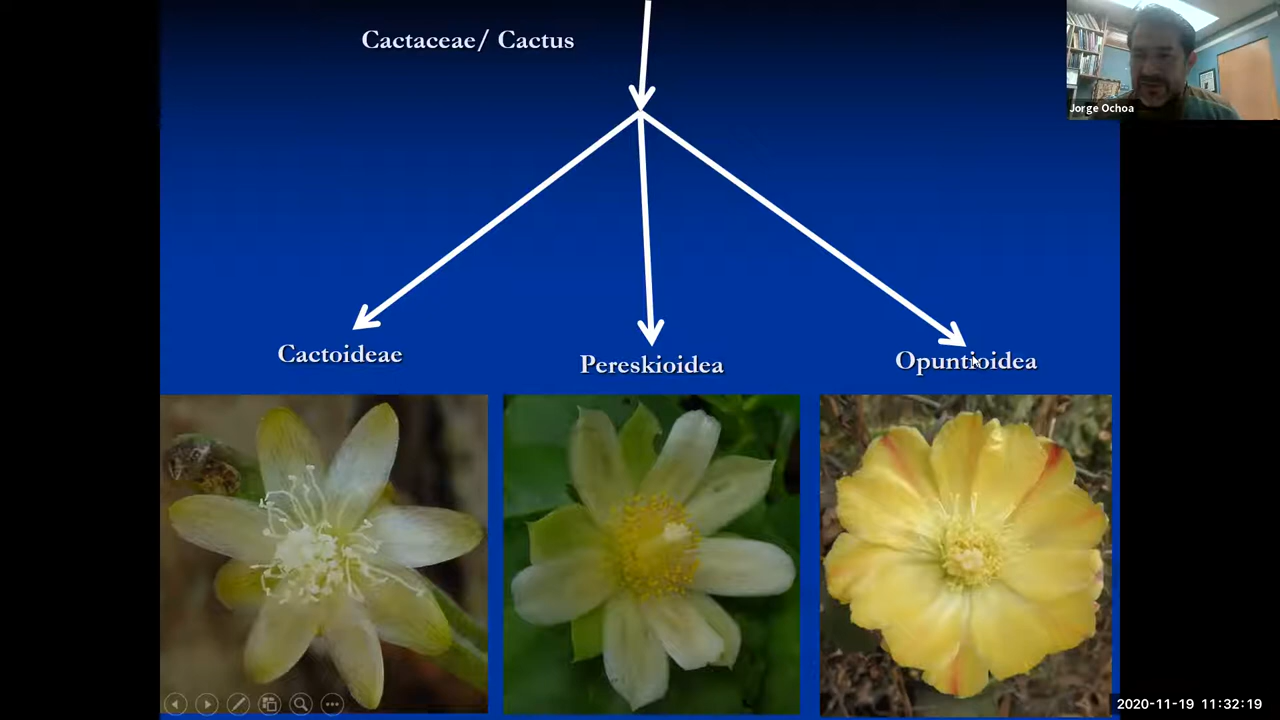 Cactaceae/ Cactus
Jorge Ochoa
Cactoideae
Pereskioidea
Opuntioidea
2020-11-19 11:32:19